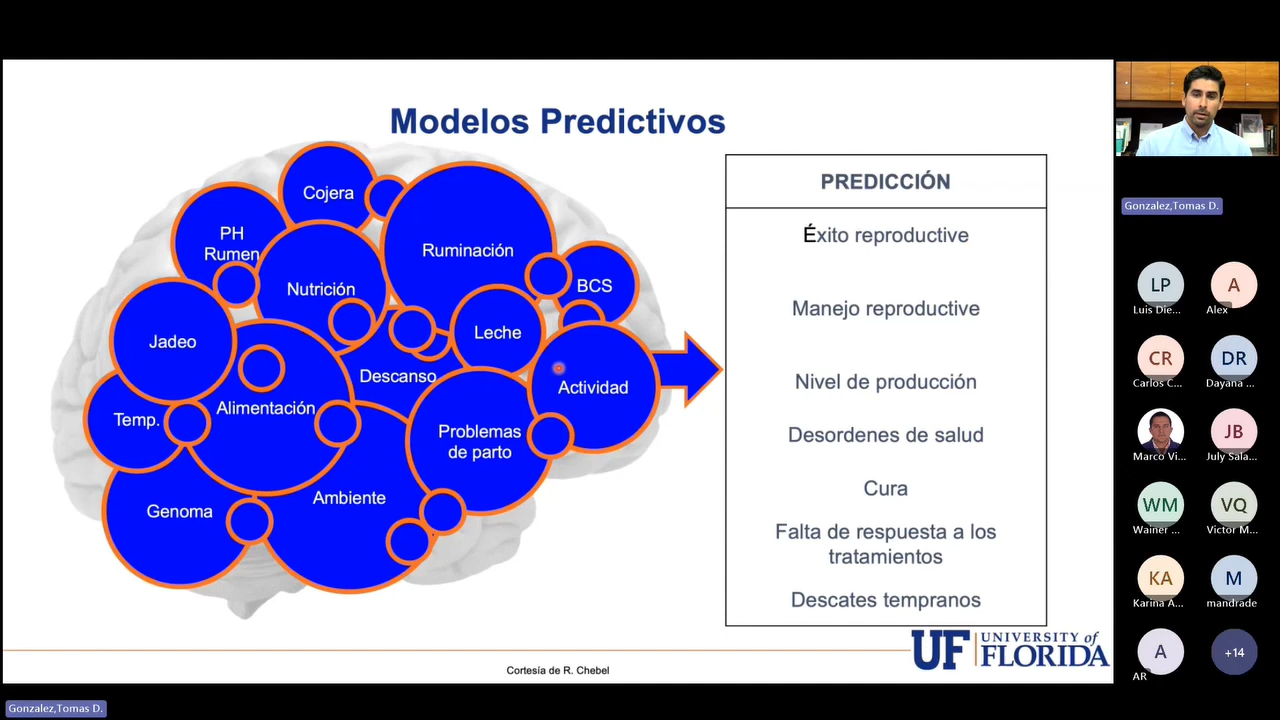 Modelos Predictivos
Cojera
PH
Rumen
Ruminación
Nutrición
BCS
Jadeo
Leche
Descanso
Actividad
Temp.
Alimentación
Problemas
de parto
Genoma
Ambiente
PREDICCIÓN
Éxito reproductive
Manejo reproductive
Nivel de producción
Desordenes de salud
Cura
Falta de respuesta a los
tratamientos
Descates tempranos
UF UNIVERSITY of
FLORIDA
Cortesía de R. Chebel
Gonzalez,Tomas D.
LP
Luis Die...
A
Alex
CR
Carlos C...
DR
Dayana ...
Marco Vi...
JB
July Sala...
WM
Wainer ...
VQ
Victor M...
KA
Karina A...
M
mandrade
A
AR
+14
Gonzalez,Tomas D.